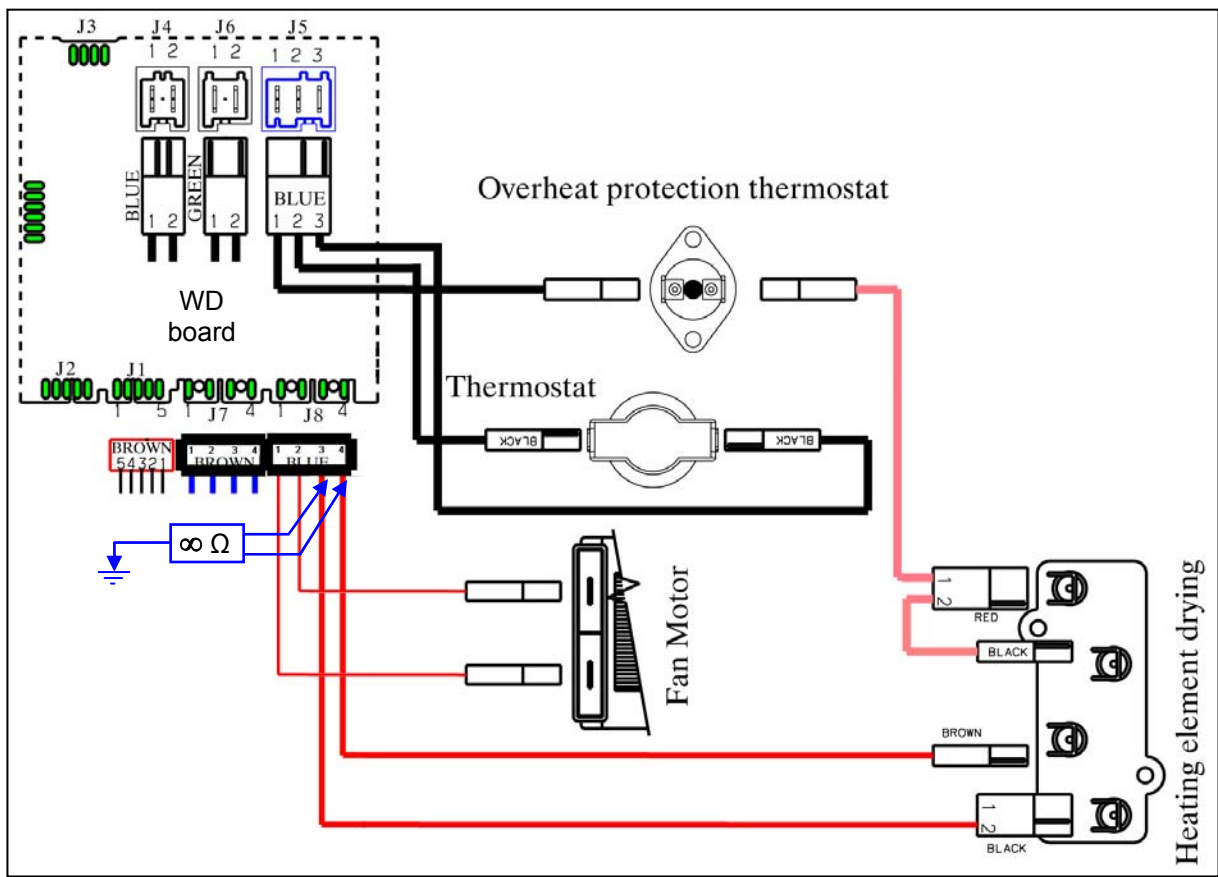 J3 J4 J6 J5
1 2 1 2 1 2 3
BLUE
GREEN
BLUE
1 2 1 2 1 2 3
WD
board
J2 J1
1 5 1 J7 4 1 J8 4
BROWN
54321
1 2 3 4
BROWN
1 2 3 4
BLUE
∞ Ω
Overheat protection thermostat
Thermostat
BLACK
BLACK
Fan Motor
1
2
RED
BLACK
BROWN
1
2
BLACK
Heating element drying